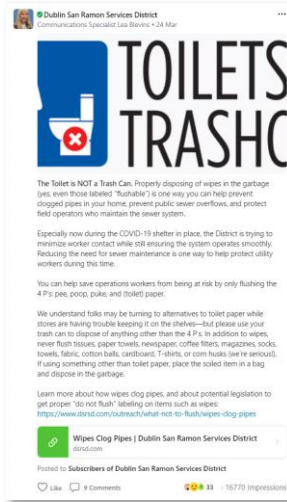 Dublin San Ramon Services District
Communications Specialist Lea Blevins • 24 Mar
TOILETS
TRASHC
The Toilet is NOT a Trash Can. Properly disposing of wipes in the garbage
(yes, even those labeled "flushable") is one way you can help prevent
clogged pipes in your home, prevent public sewer overflows, and protect
field operators who maintain the sewer system.
Especially now during the COVID-19 shelter in place, the District is trying to
minimize worker contact while still ensuring the system operates smoothly.
Reducing the need for sewer maintenance is one way to help protect utility
workers during this time.
You can help save operations workers from being at risk by only flushing the
4 P's: pee, poop, puke, and (toilet) paper.
We understand folks may be turning to alternatives to toilet paper while
stores are having trouble keeping it on the shelves—but please use your
trash can to dispose of anything other than the 4 P's. In addition to wipes,
never flush tissues, paper towels, newspaper, coffee filters, magazines, socks,
towels, fabric, cotton balls, cardboard, T-shirts, or corn husks (we're serious!).
If using something other than toilet paper, place the soiled item in a bag
and dispose in the garbage.
Learn more about how wipes clog pipes, and about potential legislation to
get proper "do not flush" labeling on items such as wipes:
https://www.dsrsd.com/outreach/what-not-to-flush/wipes-clog-pipes
Wipes Clog Pipes | Dublin San Ramon Services District
dsrsd.com
Posted to Subscribers of Dublin San Ramon Services District
Like 9 Comments 33 · 16770 Impressions